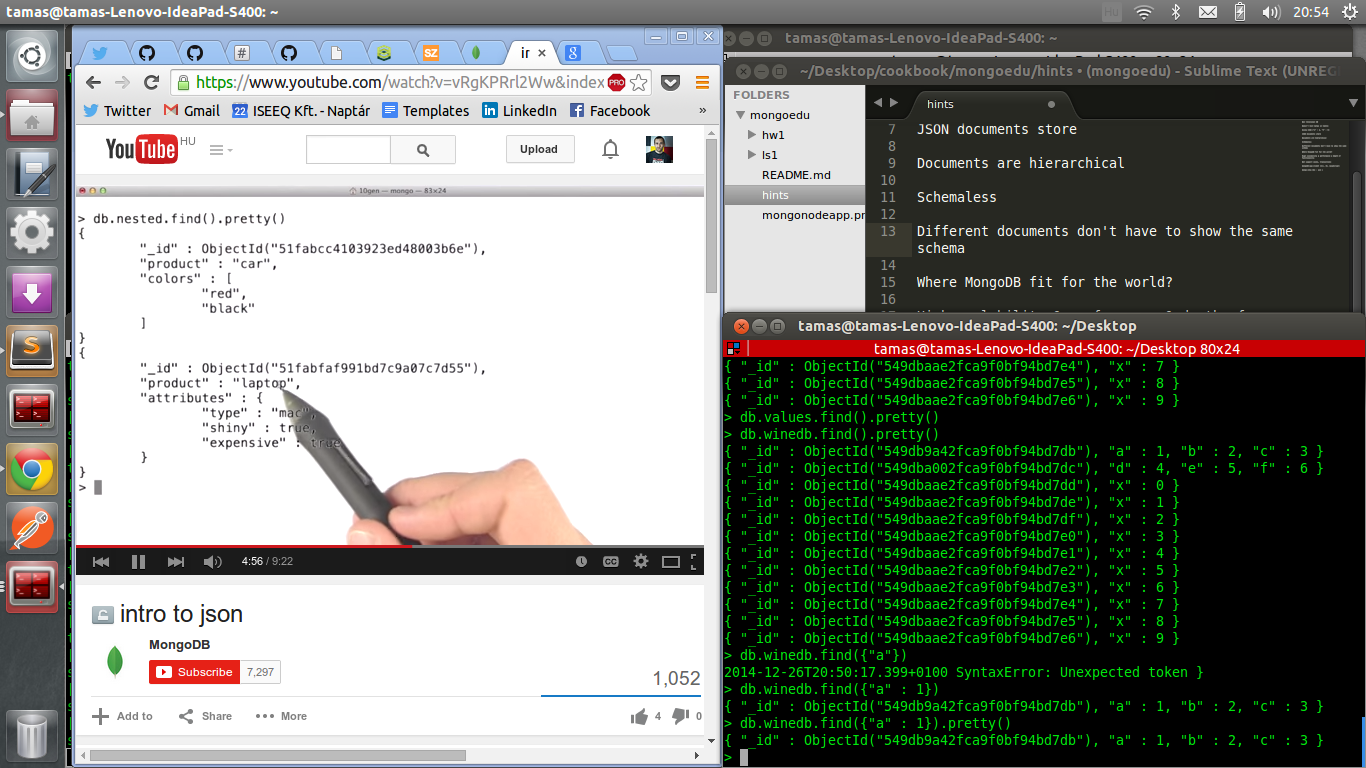 tamas@tamas-Lenovo-IdeaPad-S400: ~
Hu
20:54
ir
https://www.youtube.com/watch?v=vRgKPRrl2Ww&index
PRO
Twitter
Gmail
22 ISEEQ Kft. - Naptár
Templates
LinkedIn
Facebook
»
YouTube HU
Upload
10gen — mongo — 83x24
> db.nested.find().pretty()
{
"_id" : ObjectId("51fabcc4103923ed48003b6e"),
"product" : "car",
"colors" : [
"red",
"black"
]
}
{
"_id" : ObjectId("51fabfaf991bd7c9a07c7d55"),
"product" : "laptop",
"attributes" : {
"type" : "mac",
"shiny" : true,
"expensive" : true
}
}
>
4:56 / 9:22
CC
intro to json
MongoDB
Subscribe 7,297
1,052
Add to
Share
More
4
0
tamas@tamas-Lenovo-IdeaPad-S400: ~
~/Desktop/cookbook/mongoedu/hints • (mongoedu) - Sublime Text (UNREG
FOLDERS
mongoedu
hw1
ls1
README.md
hints
mongonodeapp.pr
hints
7 JSON documents store
8
9 Documents are hierarchical
10
11 Schemaless
12
13 Different documents don't have to show the same
schema
14
15 Where MongoDB fit for the world?
16
tamas@tamas-Lenovo-IdeaPad-S400: ~/Desktop
tamas@tamas-Lenovo-IdeaPad-S400: ~/Desktop 80x24
{ "_id" : ObjectId("549dbaae2fca9f0bf94bd7e4"), "x" : 7 }
{ "_id" : ObjectId("549dbaae2fca9f0bf94bd7e5"), "x" : 8 }
{ "_id" : ObjectId("549dbaae2fca9f0bf94bd7e6"), "x" : 9 }
> db.values.find().pretty()
> db.winedb.find().pretty()
{ "_id" : ObjectId("549db9a42fca9f0bf94bd7db"), "a" : 1, "b" : 2, "c" : 3 }
{ "_id" : ObjectId("549dba002fca9f0bf94bd7dc"), "d" : 4, "e" : 5, "f" : 6 }
{ "_id" : ObjectId("549dbaae2fca9f0bf94bd7dd"), "x" : 0 }
{ "_id" : ObjectId("549dbaae2fca9f0bf94bd7de"), "x" : 1 }
{ "_id" : ObjectId("549dbaae2fca9f0bf94bd7df"), "x" : 2 }
{ "_id" : ObjectId("549dbaae2fca9f0bf94bd7e0"), "x" : 3 }
{ "_id" : ObjectId("549dbaae2fca9f0bf94bd7e1"), "x" : 4 }
{ "_id" : ObjectId("549dbaae2fca9f0bf94bd7e2"), "x" : 5 }
{ "_id" : ObjectId("549dbaae2fca9f0bf94bd7e3"), "x" : 6 }
{ "_id" : ObjectId("549dbaae2fca9f0bf94bd7e4"), "x" : 7 }
{ "_id" : ObjectId("549dbaae2fca9f0bf94bd7e5"), "x" : 8 }
{ "_id" : ObjectId("549dbaae2fca9f0bf94bd7e6"), "x" : 9 }
> db.winedb.find({"a"})
2014-12-26T20:50:17.399+0100 SyntaxError: Unexpected token }
> db.winedb.find({"a" : 1})
{ "_id" : ObjectId("549db9a42fca9f0bf94bd7db"), "a" : 1, "b" : 2, "c" : 3 }
> db.winedb.find({"a" : 1}).pretty()
{ "_id" : ObjectId("549db9a42fca9f0bf94bd7db"), "a" : 1, "b" : 2, "c" : 3 }
>